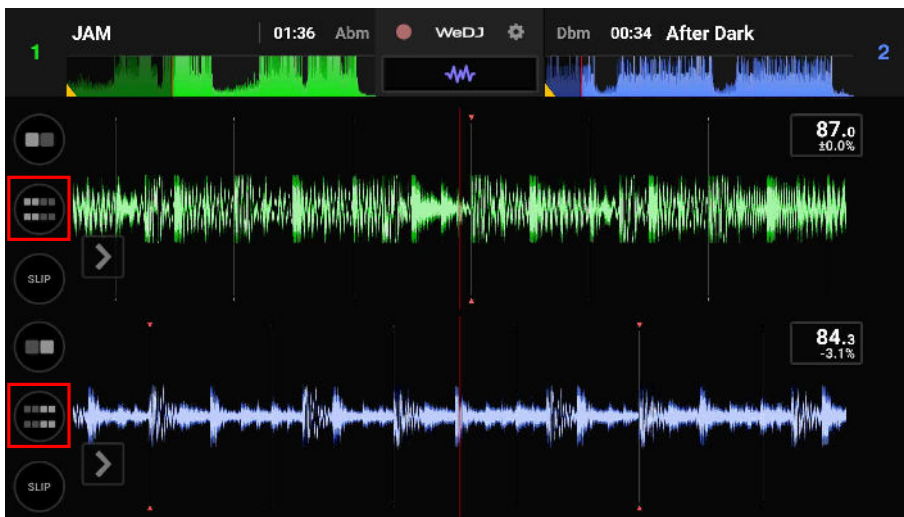 1 JAM 01:36 Abm WeDJ Dbm 00:34 After Dark 2
87.0
±0.0%
SLIP
84.3
-3.1%
SLIP